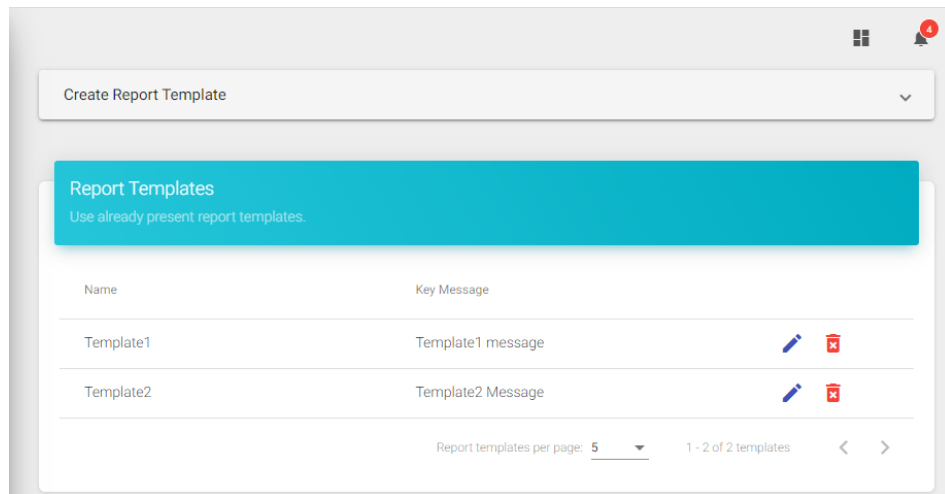 4
Create Report Template
Report Templates
Use already present report templates.
Name Key Message
Template1 Template1 message
Template2 Template2 Message
Report templates per page: 5 1 - 2 of 2 templates